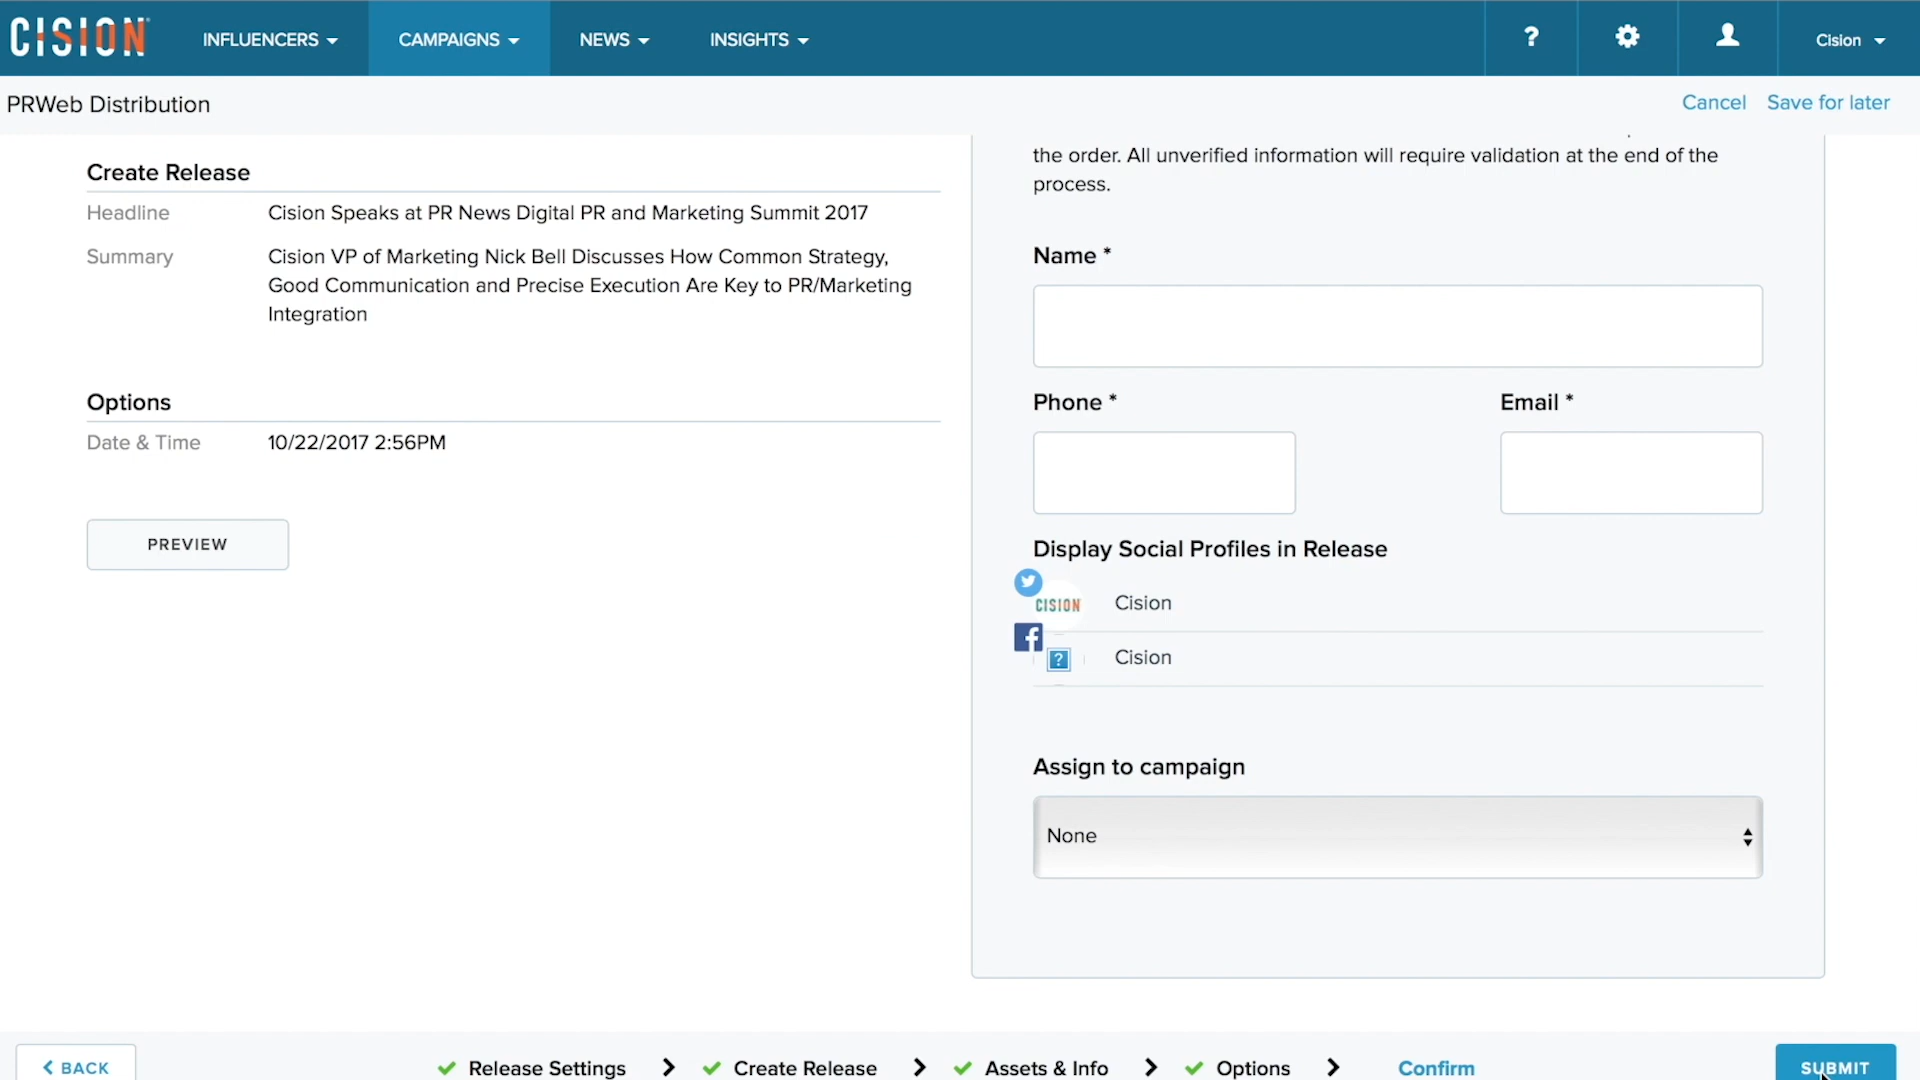 CISION
INFLUENCERS
CAMPAIGNS
NEWS
INSIGHTS
?
Cision
PRWeb Distribution
Cancel
Save for later
Create Release
Headline
Cision Speaks at PR News Digital PR and Marketing Summit 2017
Summary
Cision VP of Marketing Nick Bell Discusses How Common Strategy,
Good Communication and Precise Execution Are Key to PR/Marketing
Integration
Options
Date & Time
10/22/2017 2:56PM
PREVIEW
the order. All unverified information will require validation at the end of the
process.
Name *
Phone *
Email *
Display Social Profiles in Release
CISION
Cision
?
Cision
Assign to campaign
None
BACK
Release Settings
Create Release
Assets & Info
Options
Confirm
SUBMIT